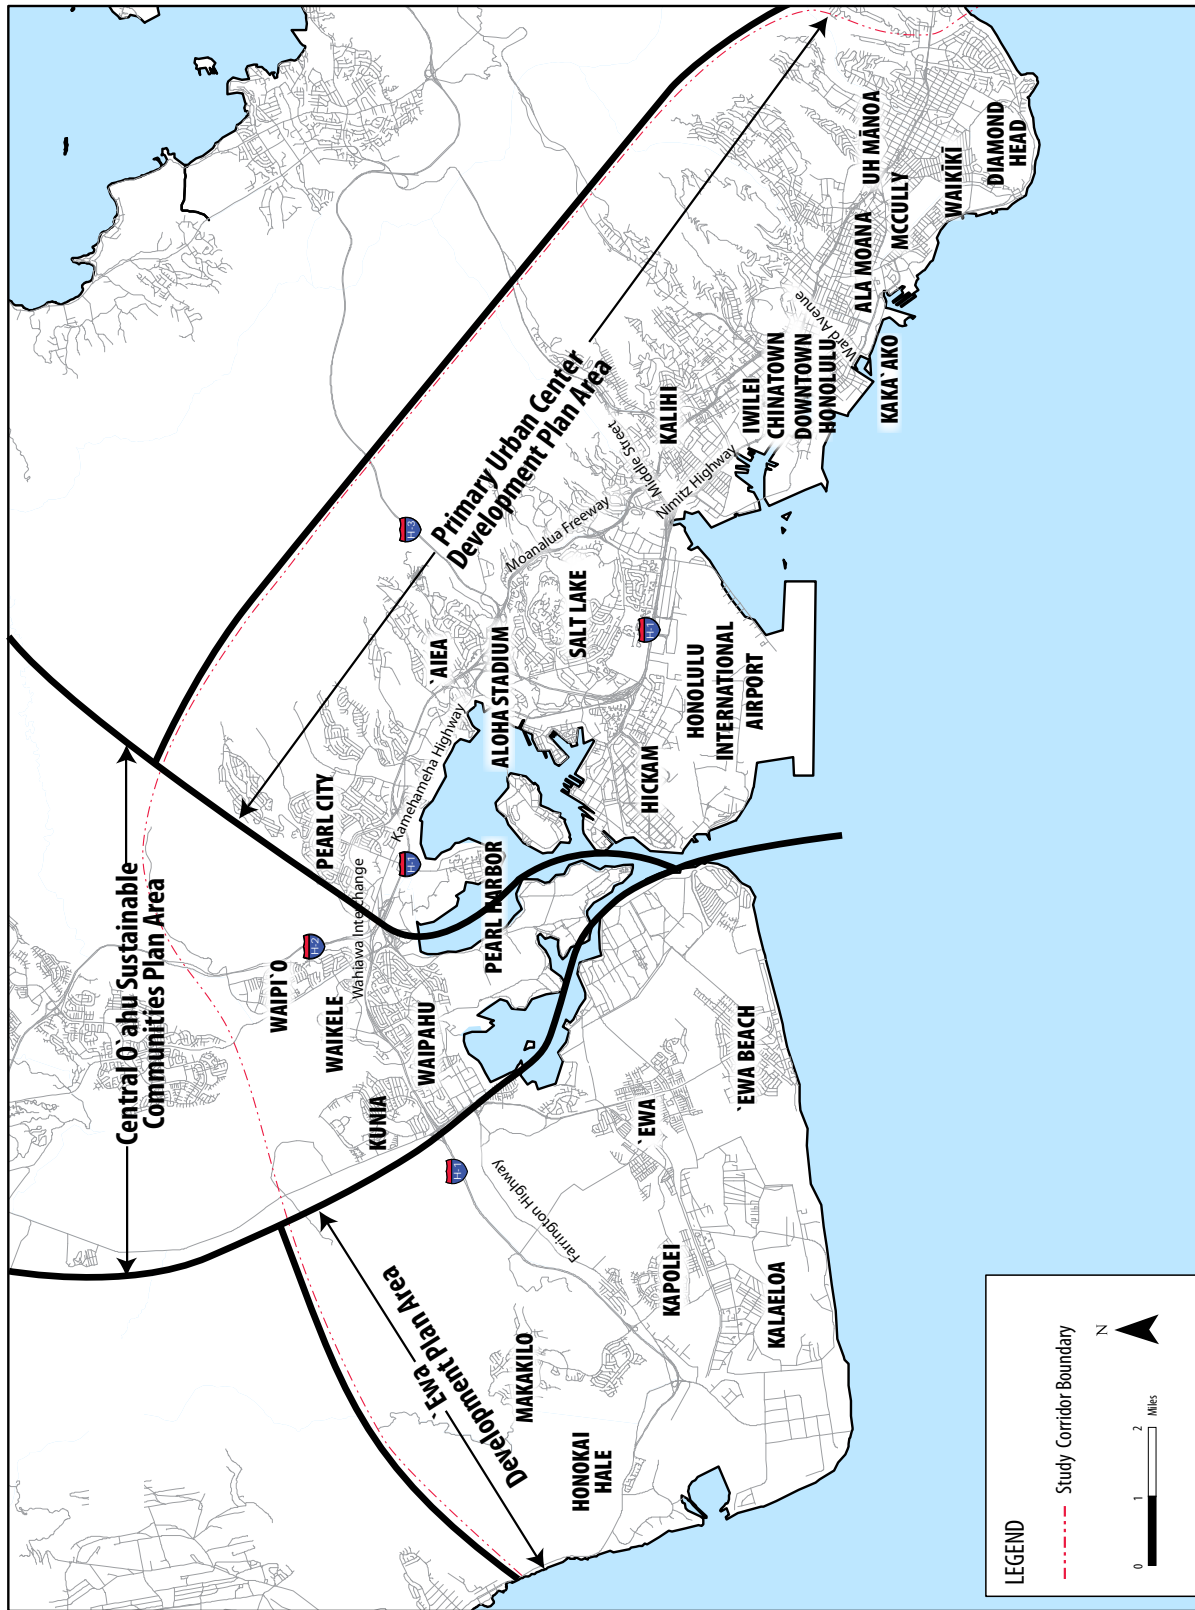 Central O`ahu Sustainable
Communities Plan Area
Primary Urban Center
Development Plan Area
`Ewa
Development Plan Area
HONOKAI
HALE
MAKAKILO
KAPOLEI
KALAELOA
Farrington Highway
H-1
`EWA
`EWA BEACH
KUNIA
WAIPAHU
WAIKELE
WAIPI`O
H-2
Wahiawa Interchange
PEARL CITY
H-1
PEARL HARBOR
Kamehameha Highway
`AIEA
ALOHA STADIUM
HICKAM
HONOLULU
INTERNATIONAL
AIRPORT
H-1
SALT LAKE
H-3
Moanalua Freeway
Middle Street
Nimitz Highway
KALIHI
IWILEI
CHINATOWN
DOWNTOWN
HONOLULU
Ward Avenue
KAKA`AKO
ALA MOANA
MCCULLY
UH MĀNOA
WAIKĪKĪ
DIAMOND
HEAD
LEGEND
Study Corridor Boundary
0 1 2
Miles
N